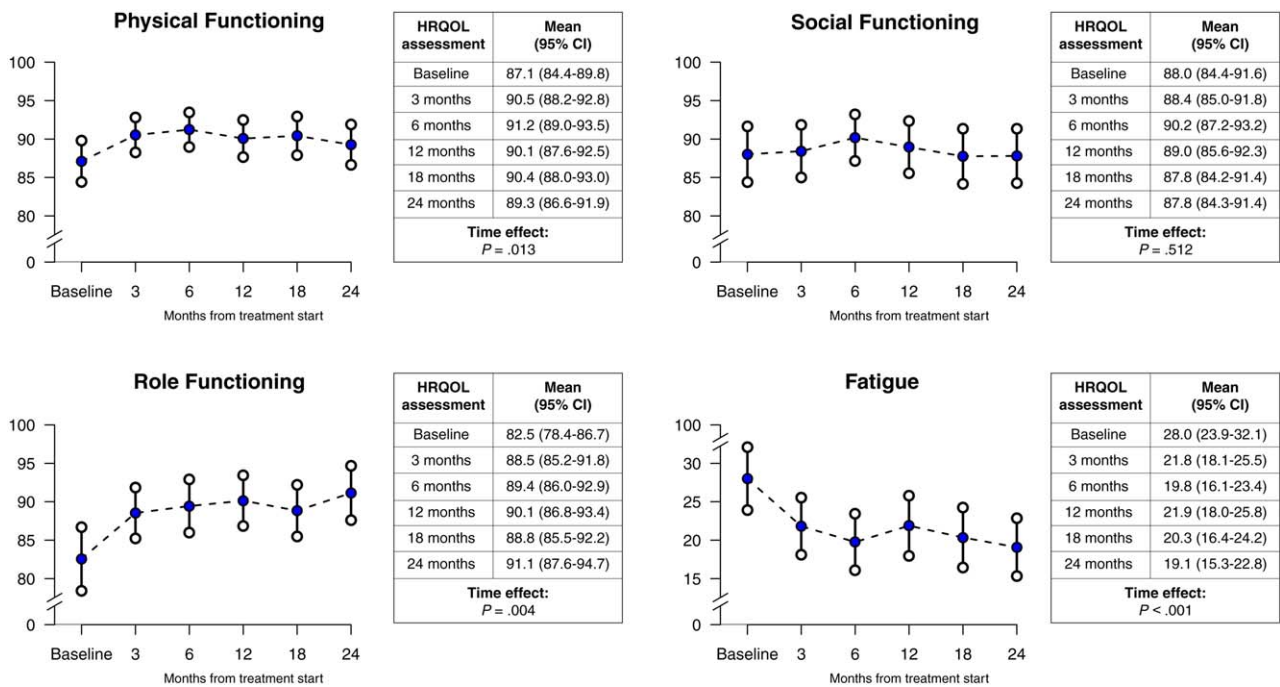 Physical Functioning
100
95
90
85
80
0
Baseline 3 6 12 18 24
Months from treatment start
HRQOL assessment Mean (95% CI)
Baseline 87.1 (84.4-89.8)
3 months 90.5 (88.2-92.8)
6 months 91.2 (89.0-93.5)
12 months 90.1 (87.6-92.5)
18 months 90.4 (88.0-93.0)
24 months 89.3 (86.6-91.9)
Time effect:
P = .013
Social Functioning
100
95
90
85
80
0
Baseline 3 6 12 18 24
Months from treatment start
HRQOL assessment Mean (95% CI)
Baseline 88.0 (84.4-91.6)
3 months 88.4 (85.0-91.8)
6 months 90.2 (87.2-93.2)
12 months 89.0 (85.6-92.3)
18 months 87.8 (84.2-91.4)
24 months 87.8 (84.3-91.4)
Time effect:
P = .512
Role Functioning
100
95
90
85
80
0
Baseline 3 6 12 18 24
Months from treatment start
HRQOL assessment Mean (95% CI)
Baseline 82.5 (78.4-86.7)
3 months 88.5 (85.2-91.8)
6 months 89.4 (86.0-92.9)
12 months 90.1 (86.8-93.4)
18 months 88.8 (85.5-92.2)
24 months 91.1 (87.6-94.7)
Time effect:
P = .004
Fatigue
100
30
25
20
15
0
Baseline 3 6 12 18 24
Months from treatment start
HRQOL assessment Mean (95% CI)
Baseline 28.0 (23.9-32.1)
3 months 21.8 (18.1-25.5)
6 months 19.8 (16.1-23.4)
12 months 21.9 (18.0-25.8)
18 months 20.3 (16.4-24.2)
24 months 19.1 (15.3-22.8)
Time effect:
P < .001